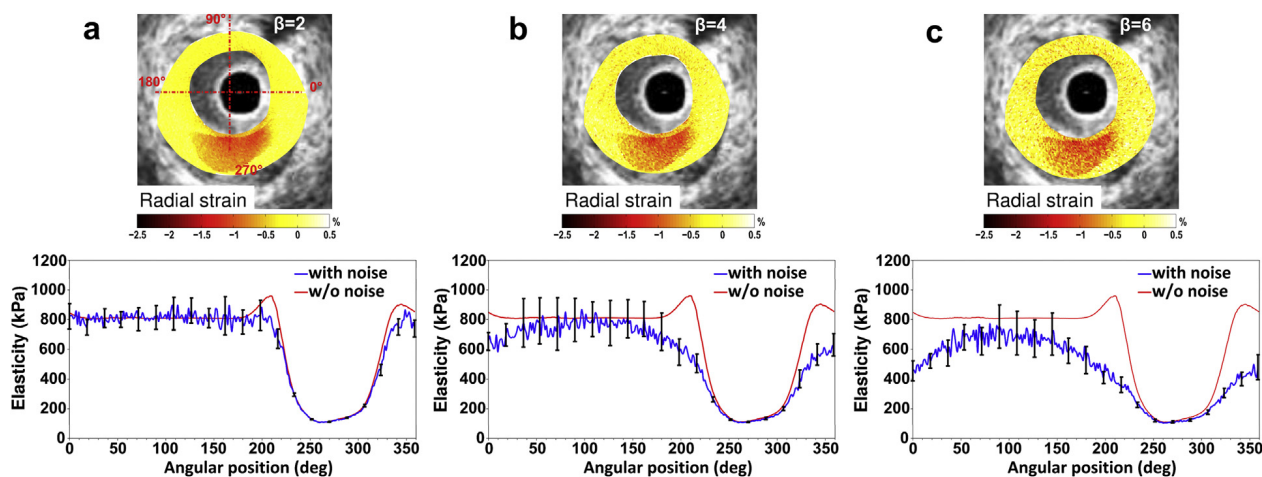 a
β=2
90°
180°
0°
270°
Radial strain
%
-2.5 -2 -1.5 -1 -0.5 0 0.5
1200
1000
800
600
400
200
0
Elasticity (kPa)
with noise
w/o noise
0 50 100 150 200 250 300 350
Angular position (deg)
b
β=4
Radial strain
%
-2.5 -2 -1.5 -1 -0.5 0 0.5
1200
1000
800
600
400
200
0
Elasticity (kPa)
with noise
w/o noise
0 50 100 150 200 250 300 350
Angular position (deg)
c
β=6
Radial strain
%
-2.5 -2 -1.5 -1 -0.5 0 0.5
1200
1000
800
600
400
200
0
Elasticity (kPa)
with noise
w/o noise
0 50 100 150 200 250 300 350
Angular position (deg)